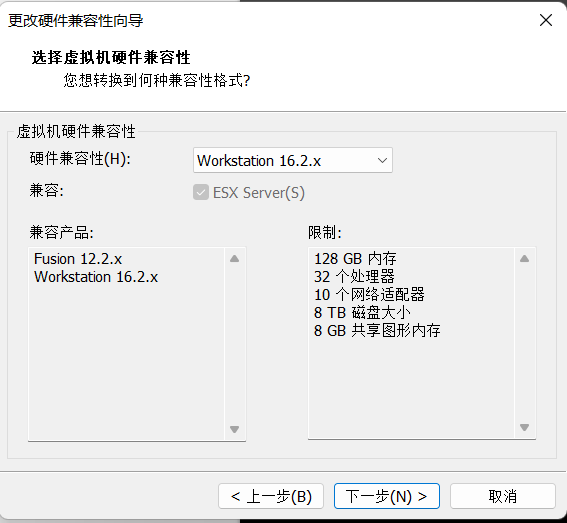 更改硬件兼容性向导
选择虚拟机硬件兼容性
您想转换到何种兼容性格式?
虚拟机硬件兼容性
硬件兼容性(H):
Workstation 16.2.x
兼容:
ESX Server(S)
兼容产品:
Fusion 12.2.x
Workstation 16.2.x
限制:
128 GB 内存
32 个处理器
10 个网络适配器
8 TB 磁盘大小
8 GB 共享图形内存
< 上一步(B)
下一步(N) >
取消